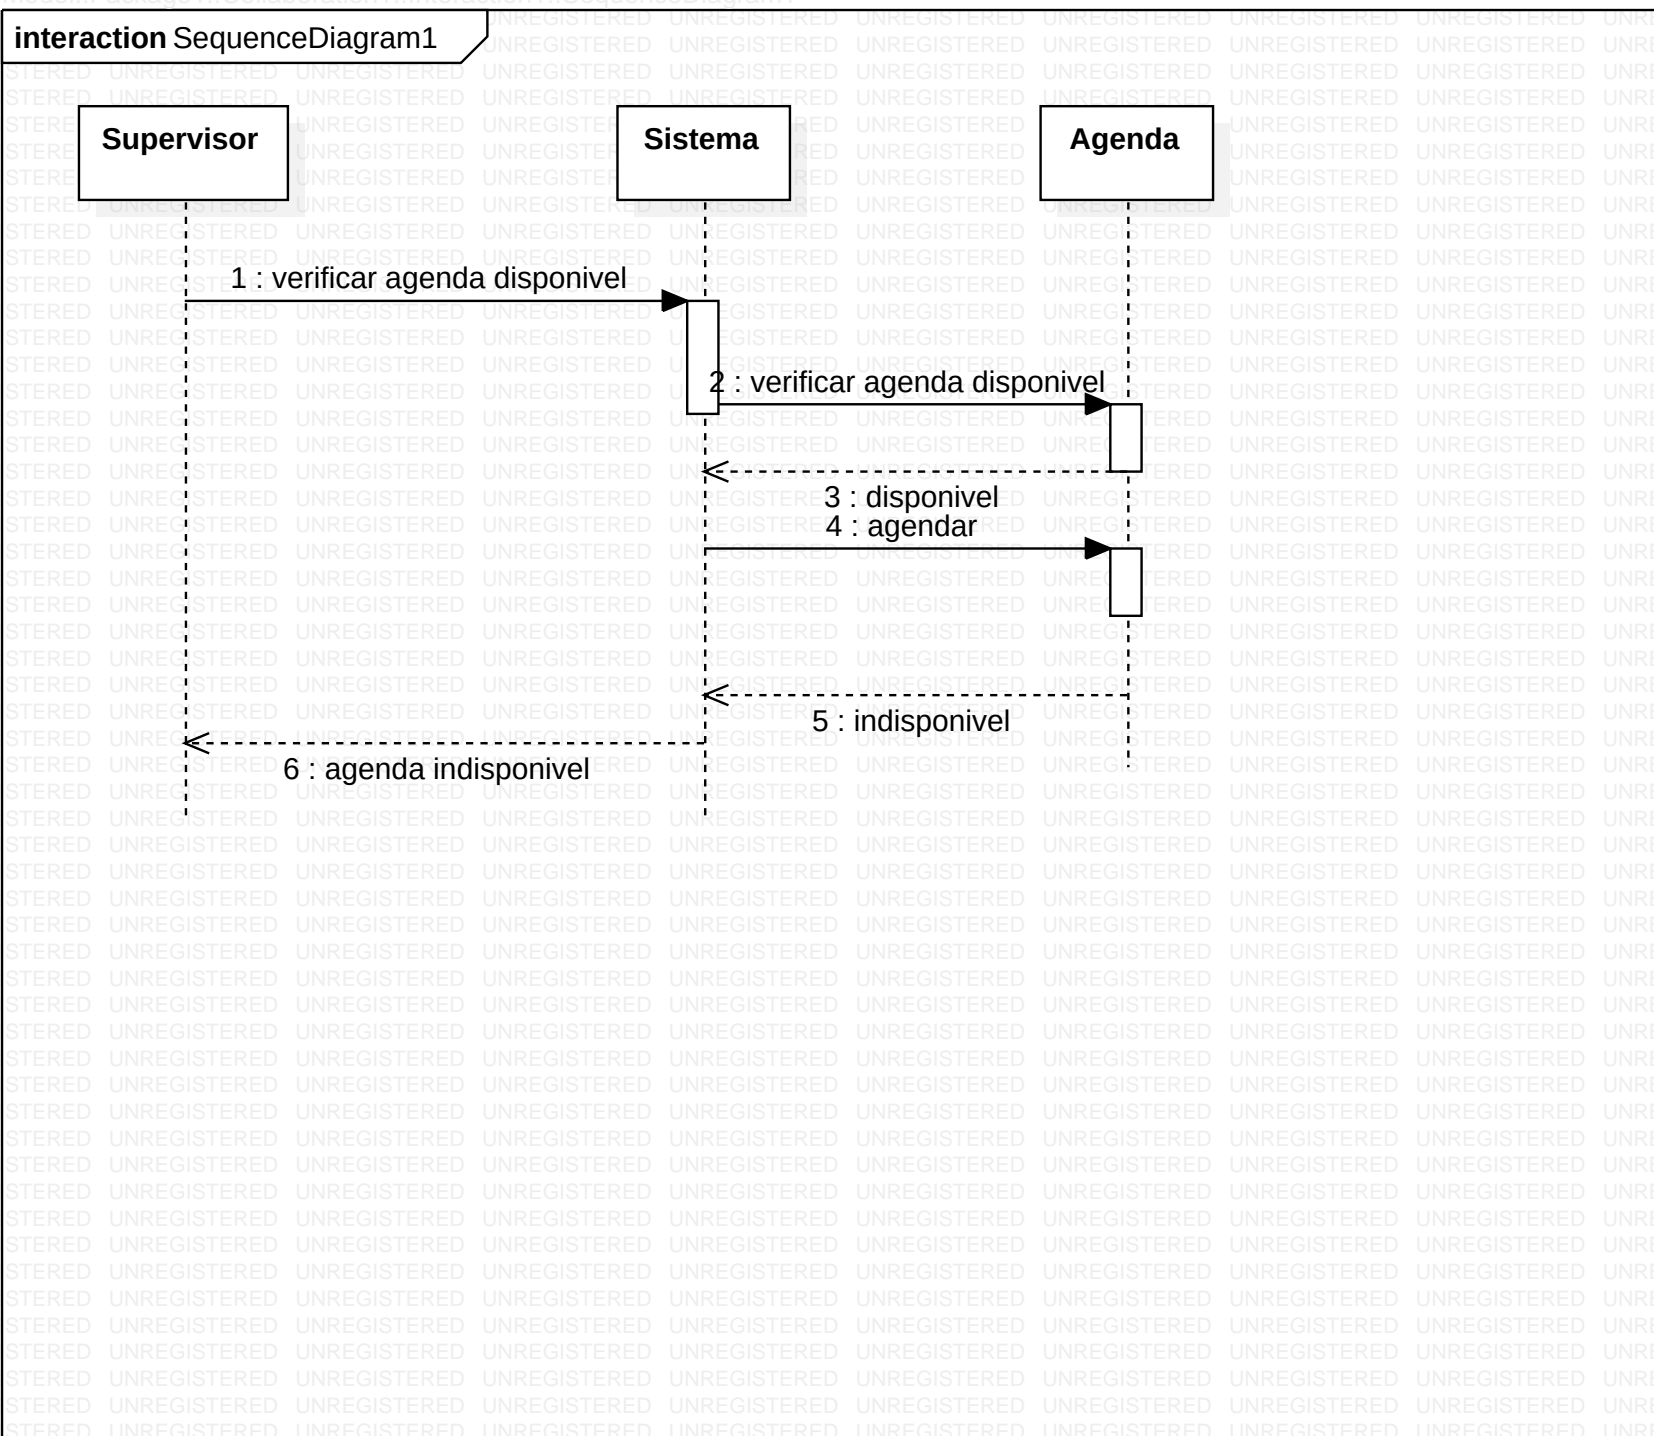 interaction SequenceDiagram1
Supervisor
Sistema
Agenda
1 : verificar agenda disponivel
2 : verificar agenda disponivel
3 : disponivel
4 : agendar
5 : indisponivel
6 : agenda indisponivel
UNREGISTERED